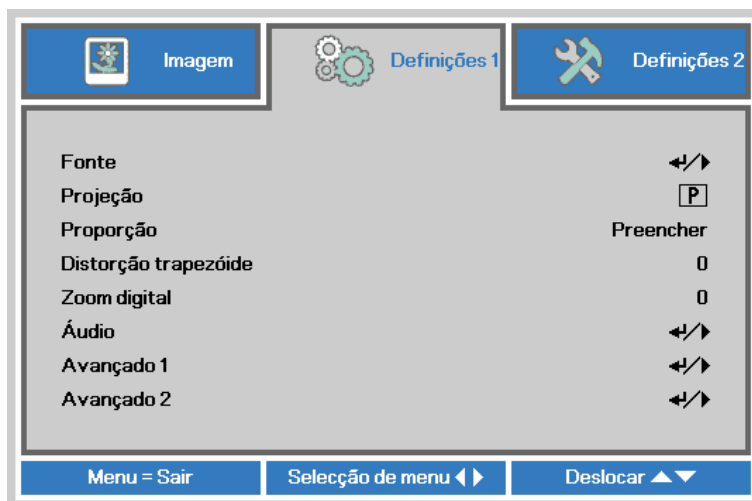 Imagem
Definições 1
Definições 2
Fonte
Projeção P
Proporção Preencher
Distorção trapezóide 0
Zoom digital 0
Áudio
Avançado 1
Avançado 2
Menu = Sair
Selecção de menu
Deslocar